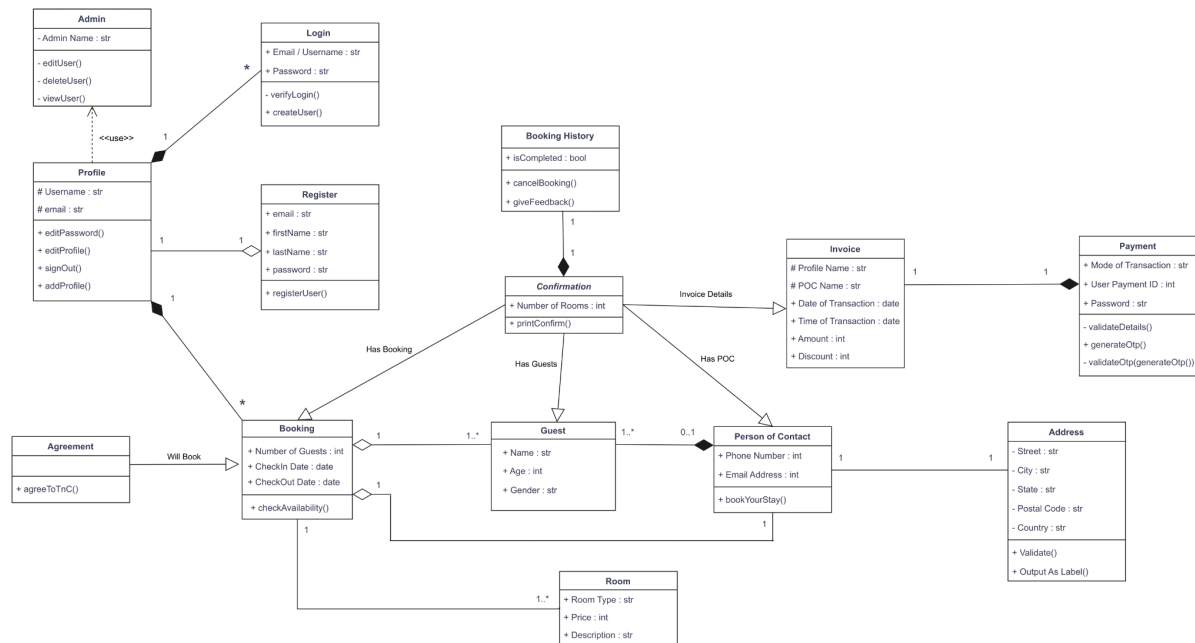 Admin
- Admin Name : str
- editUser()
- deleteUser()
- viewUser()
<<use>>
Login
+ Email / Username : str
+ Password : str
- verifyLogin()
+ createUser()
*
1
Profile
# Username : str
# email : str
+ editPassword()
+ editProfile()
+ signOut()
+ addProfile()
1
1
Register
+ email : str
+ firstName : str
+ lastName : str
+ password : str
+ registerUser()
1
*
Booking History
+ isCompleted : bool
+ cancelBooking()
+ giveFeedback()
1
1
Confirmation
+ Number of Rooms : int
+ printConfirm()
Invoice Details
Has Booking
Has Guests
Has POC
Invoice
# Profile Name : str
# POC Name : str
+ Date of Transaction : date
+ Time of Transaction : date
+ Amount : int
+ Discount : int
1
1
Payment
+ Mode of Transaction : str
+ User Payment ID : int
+ Password : str
- validateDetails()
+ generateOtp()
- validateOtp(generateOtp())
Agreement
+ agreeToTnC()
Will Book
Booking
+ Number of Guests : int
+ CheckIn Date : date
+ CheckOut Date : date
+ checkAvailability()
1
1..*
1
1
Guest
+ Name : str
+ Age : int
+ Gender : str
1..*
0..1
Person of Contact
+ Phone Number : int
+ Email Address : int
+ bookYourStay()
1
1
1
Address
- Street : str
- City : str
- State : str
- Postal Code : str
- Country : str
+ Validate()
+ Output As Label()
1..*
Room
+ Room Type : str
+ Price : int
+ Description : str